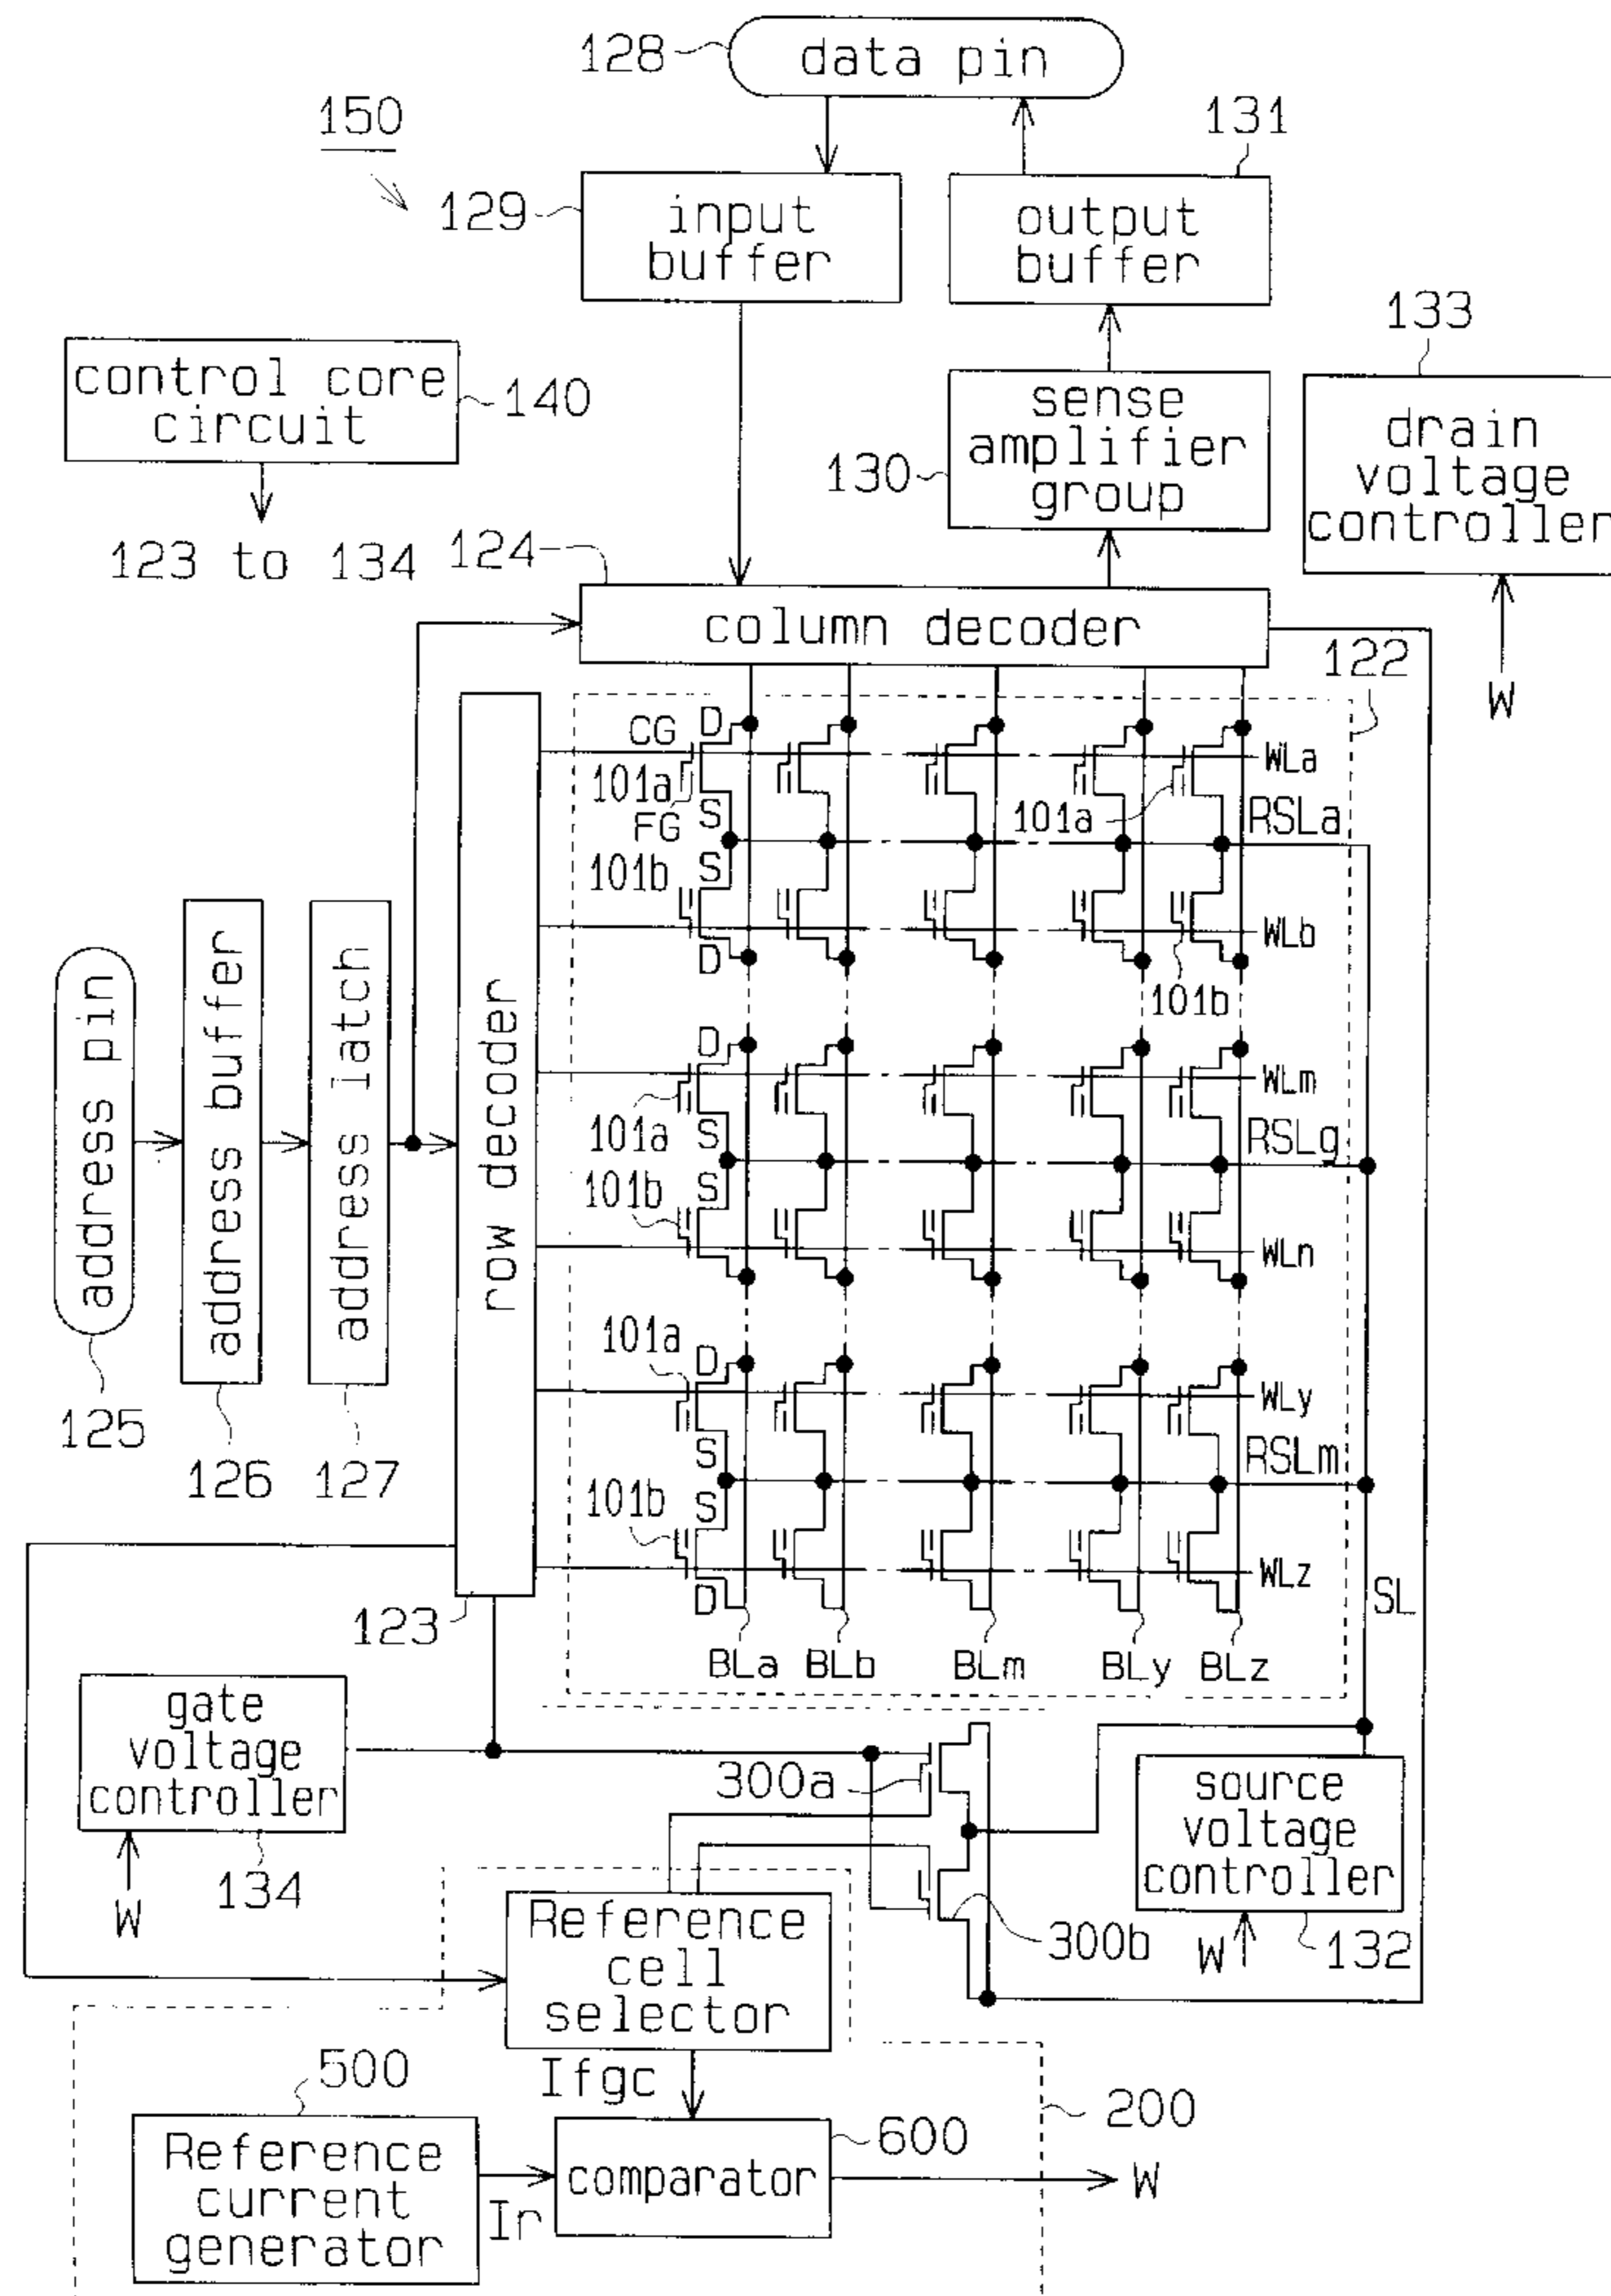 128
data pin
150
131
129
input
buffer
output
buffer
133
control core
circuit
140
sense
amplifier
group
130
drain
voltage
controller
123 to 134
124
column decoder
122
W
CG
D
WLa
101a
FG
S
101a
RSLa
101b
S
WLb
D
101b
address pin
address buffer
address latch
row decoder
D
WLm
101a
S
RSLg
101b
S
WLn
101a
D
WLy
125
126
127
S
RSLm
101b
S
WLz
D
SL
123
BLa
BLb
BLm
BLy
BLz
gate
voltage
controller
300a
source
voltage
controller
134
W
Reference
cell
selector
300b
W
132
500
Ifgc
200
Reference
current
generator
Ir
comparator
600
W